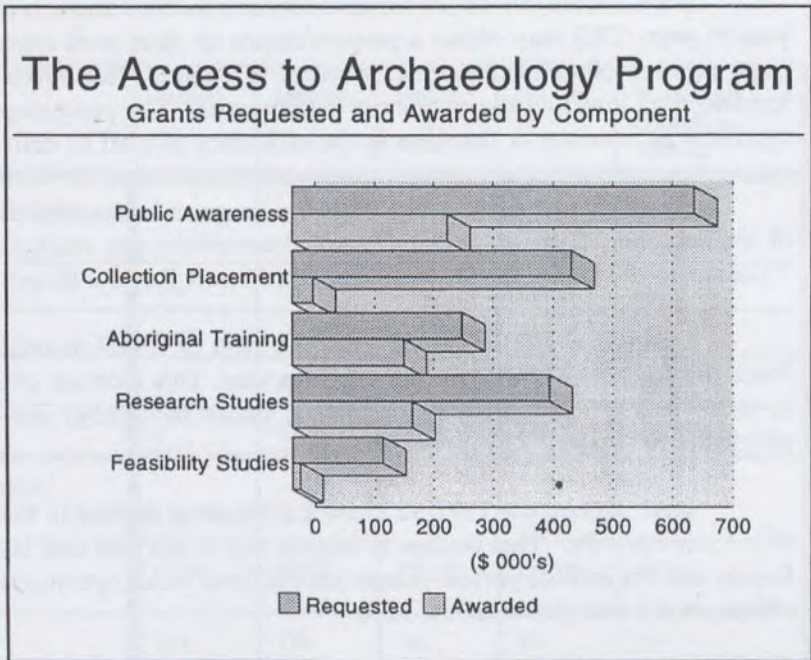 The Access to Archaeology Program
Grants Requested and Awarded by Component
Public Awareness
Collection Placement
Aboriginal Training
Research Studies
Feasibility Studies
0 100 200 300 400 500 600 700
($ 000's)
Requested Awarded